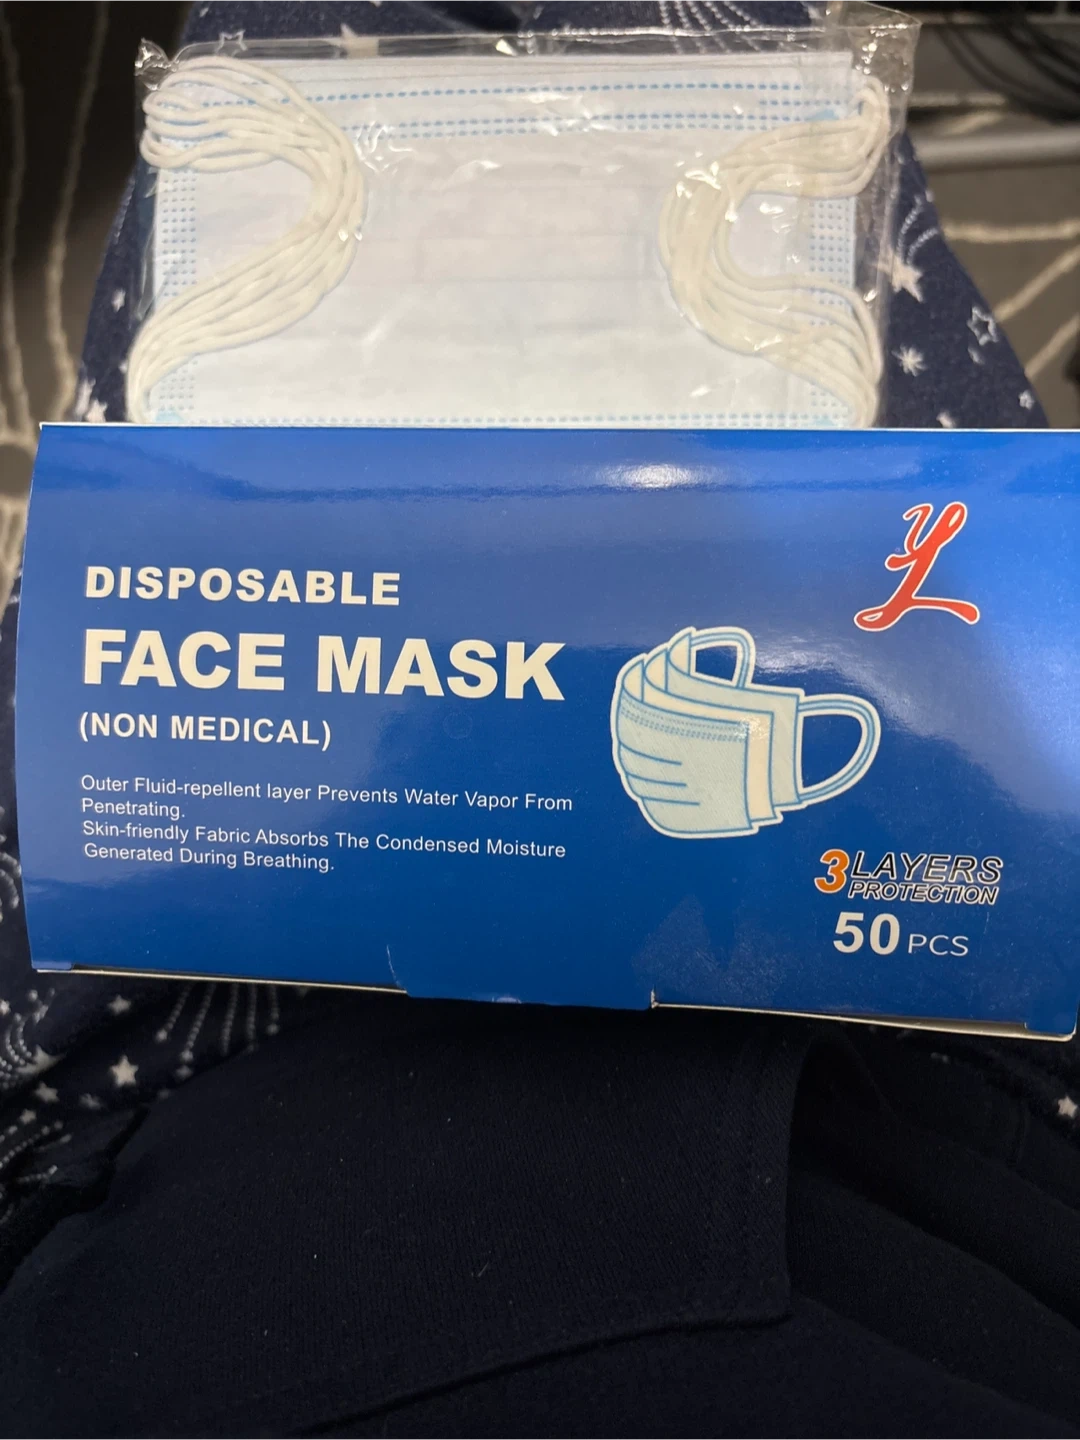 DISPOSABLE
FACE MASK
(NON MEDICAL)
Outer Fluid-repellent layer Prevents Water Vapor From
Penetrating.
Skin-friendly Fabric Absorbs The Condensed Moisture
Generated During Breathing.
YL
3 LAYERS
PROTECTION
50 PCS